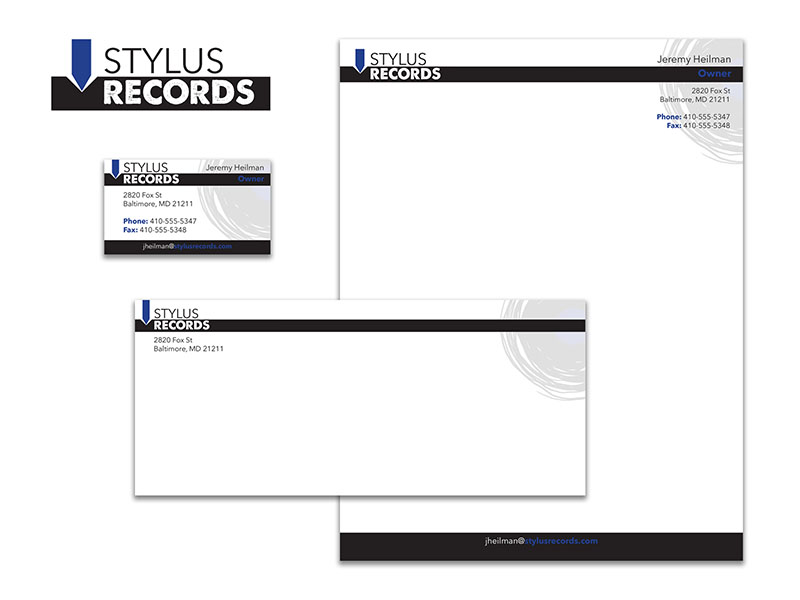 STYLUS
RECORDS
STYLUS
RECORDS
Jeremy Heilman
Owner
2820 Fox St
Baltimore, MD 21211
Phone: 410-555-5347
Fax: 410-555-5348
STYLUS
RECORDS
Jeremy Heilman
Owner
2820 Fox St
Baltimore, MD 21211
Phone: 410-555-5347
Fax: 410-555-5348
jheilman@stylusrecords.com
STYLUS
RECORDS
2820 Fox St
Baltimore, MD 21211
jheilman@stylusrecords.com